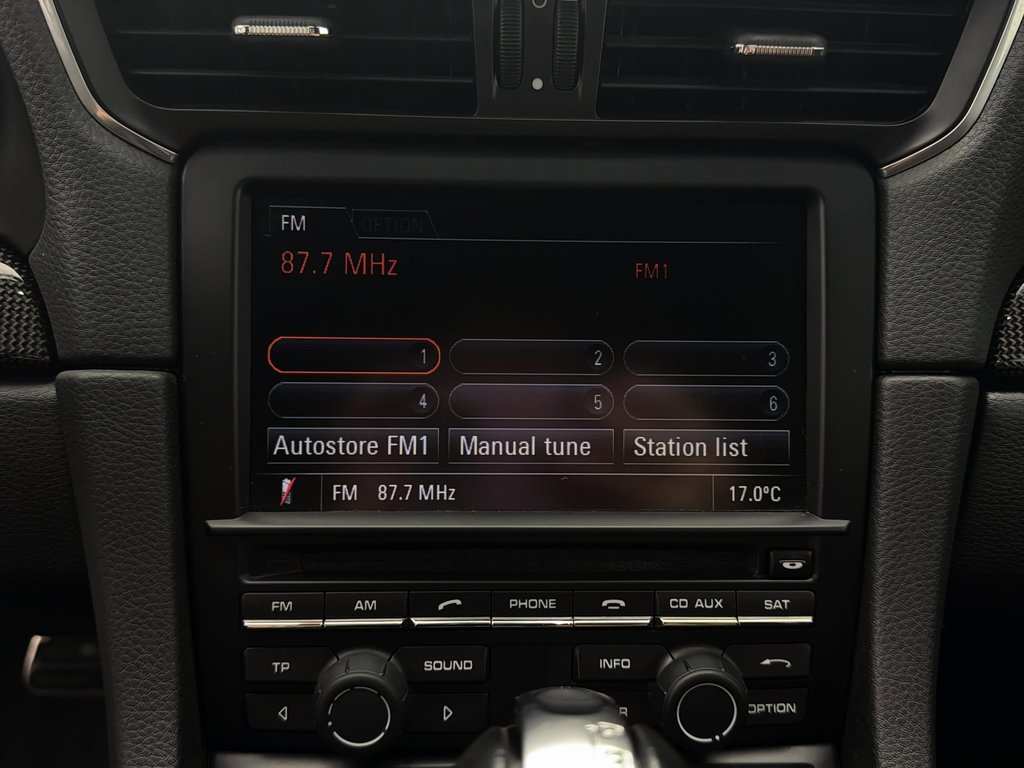 FM OPTION
87.7 MHz FM1
1 2 3
4 5 6
Autostore FM1 Manual tune Station list
FM 87.7 MHz 17.0°C
FM AM PHONE CD AUX SAT
TP SOUND INFO
OPTION